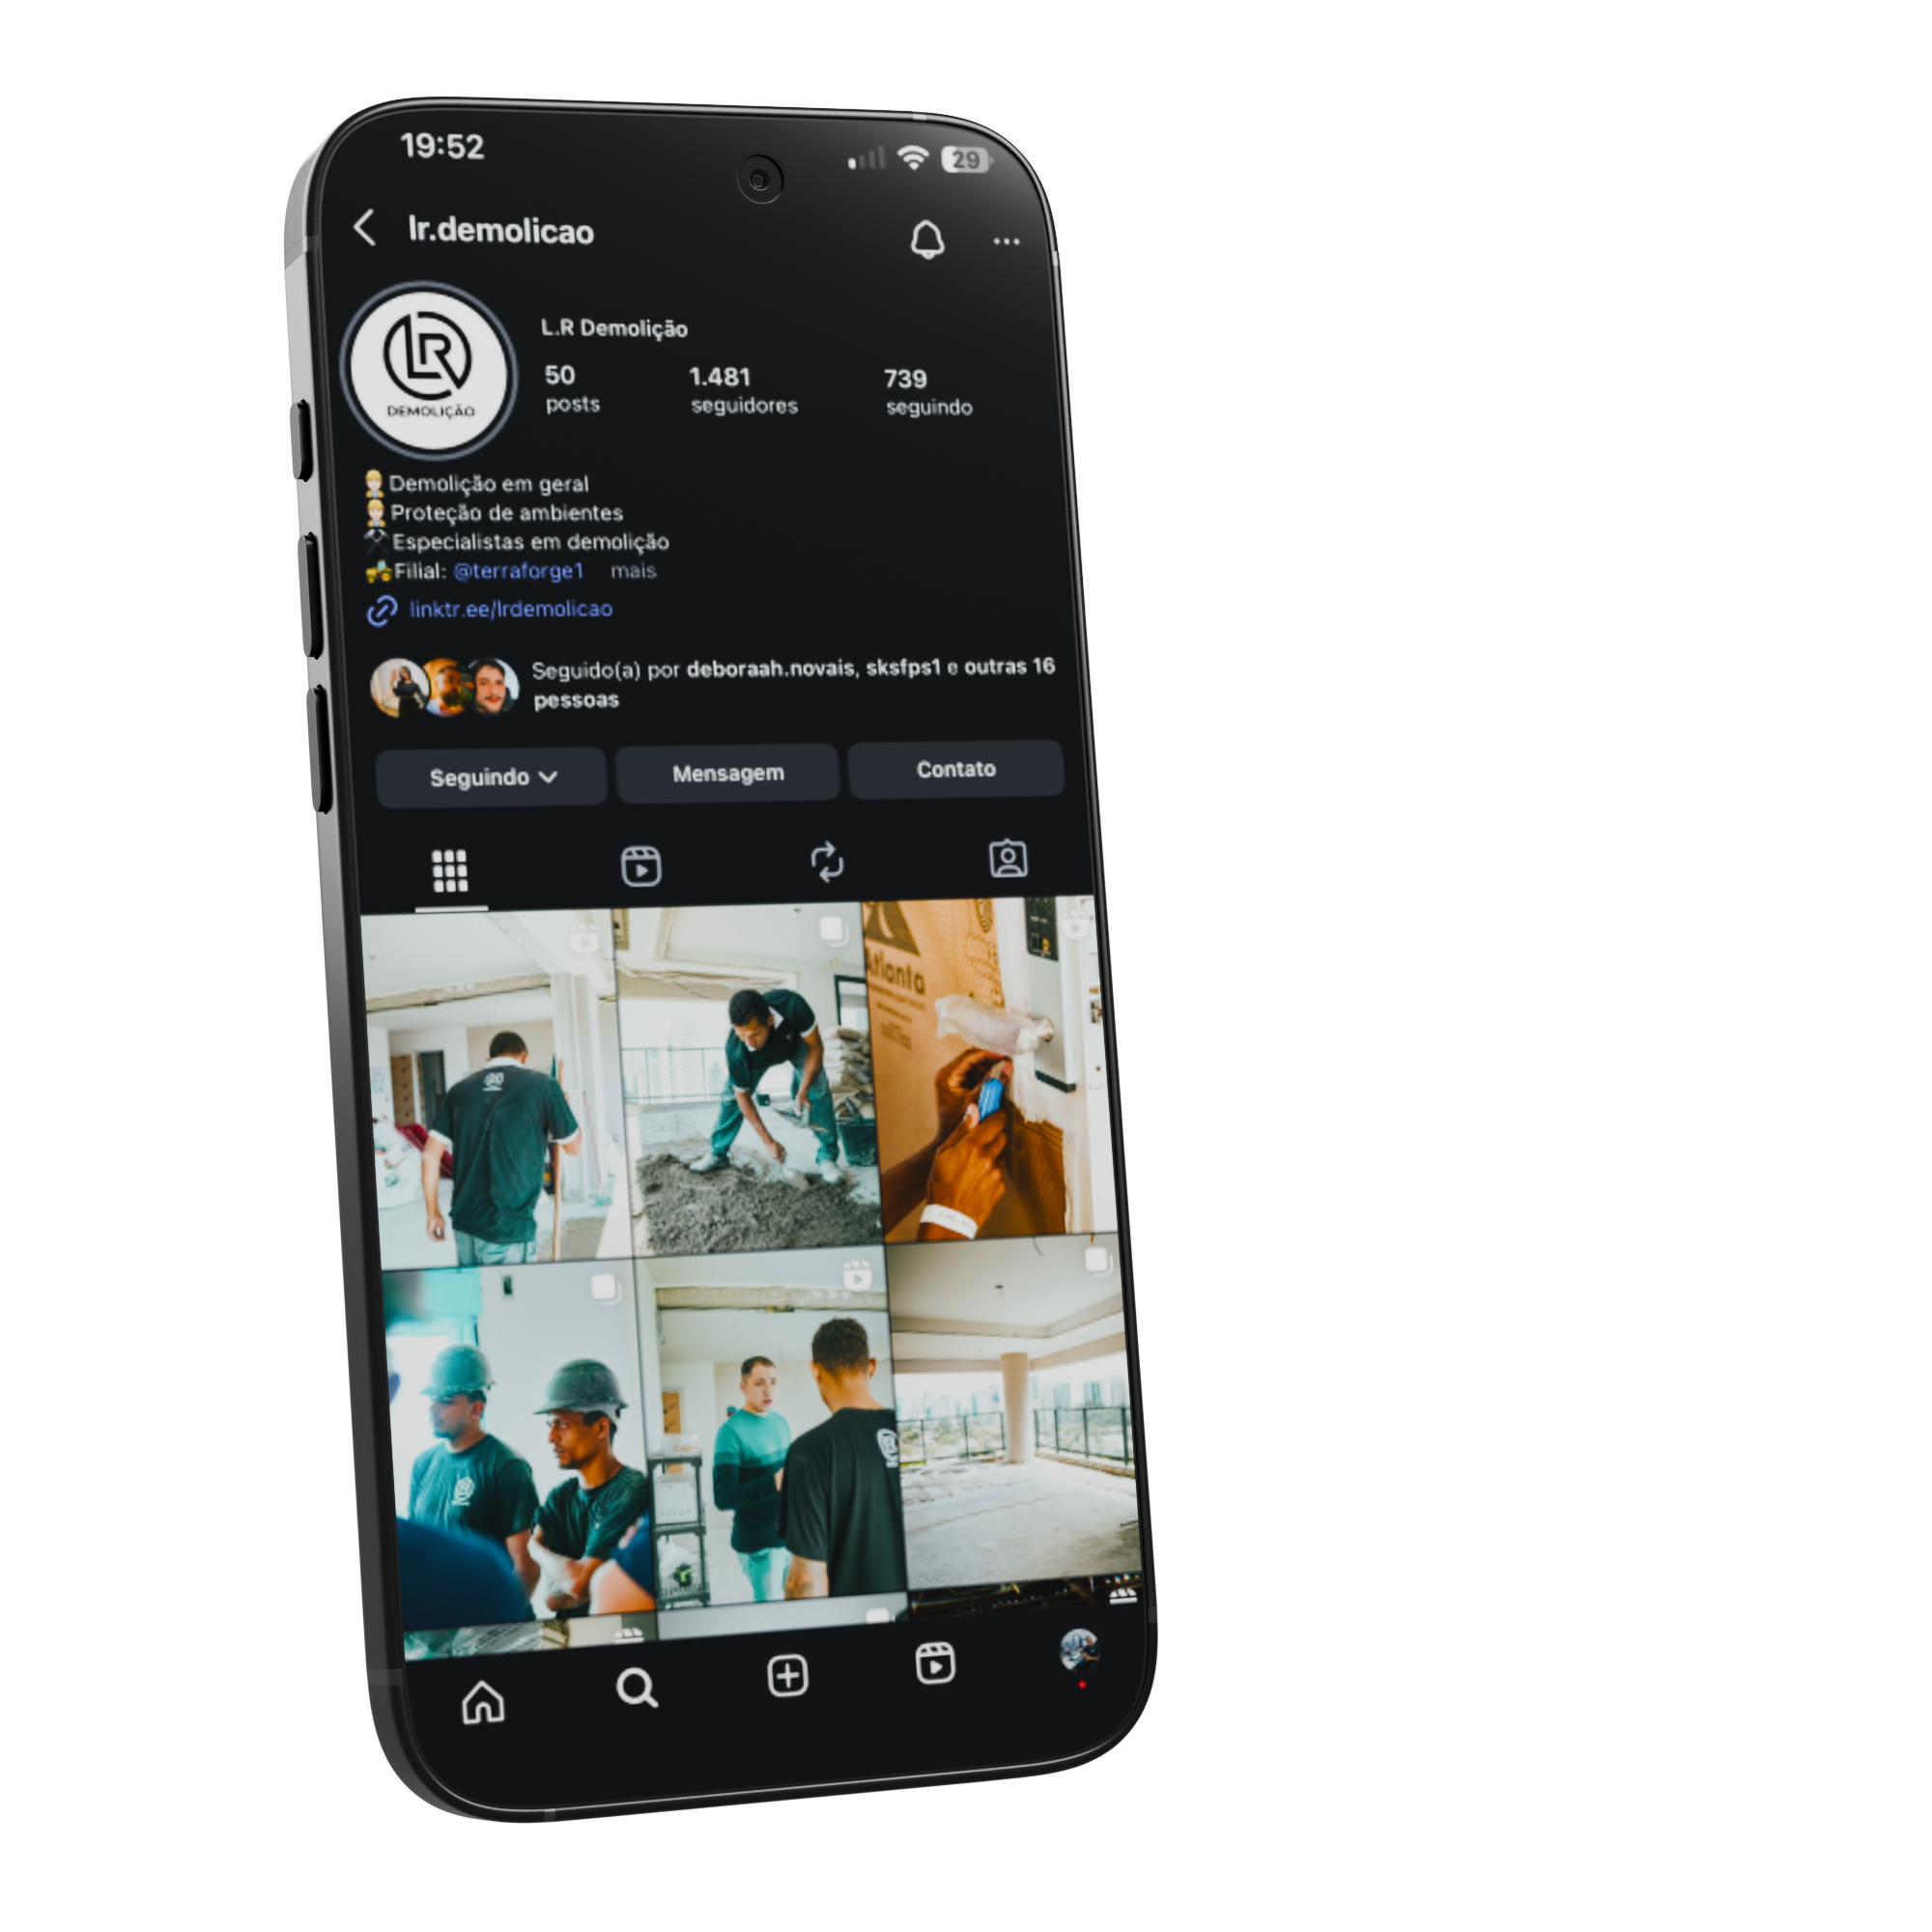 19:52
29
lr.demolicao
LR
DEMOLIÇÃO
L.R Demolição
50
1.481
739
posts
seguidores
seguindo
Demolição em geral
Proteção de ambientes
Especialistas em demolição
Filial: @terraforge1 mais
linktr.ee/lrdemolicao
Seguido(a) por deboraah.novais, sksfps1 e outras 16
pessoas
Seguindo
Mensagem
Contato
Atlanta